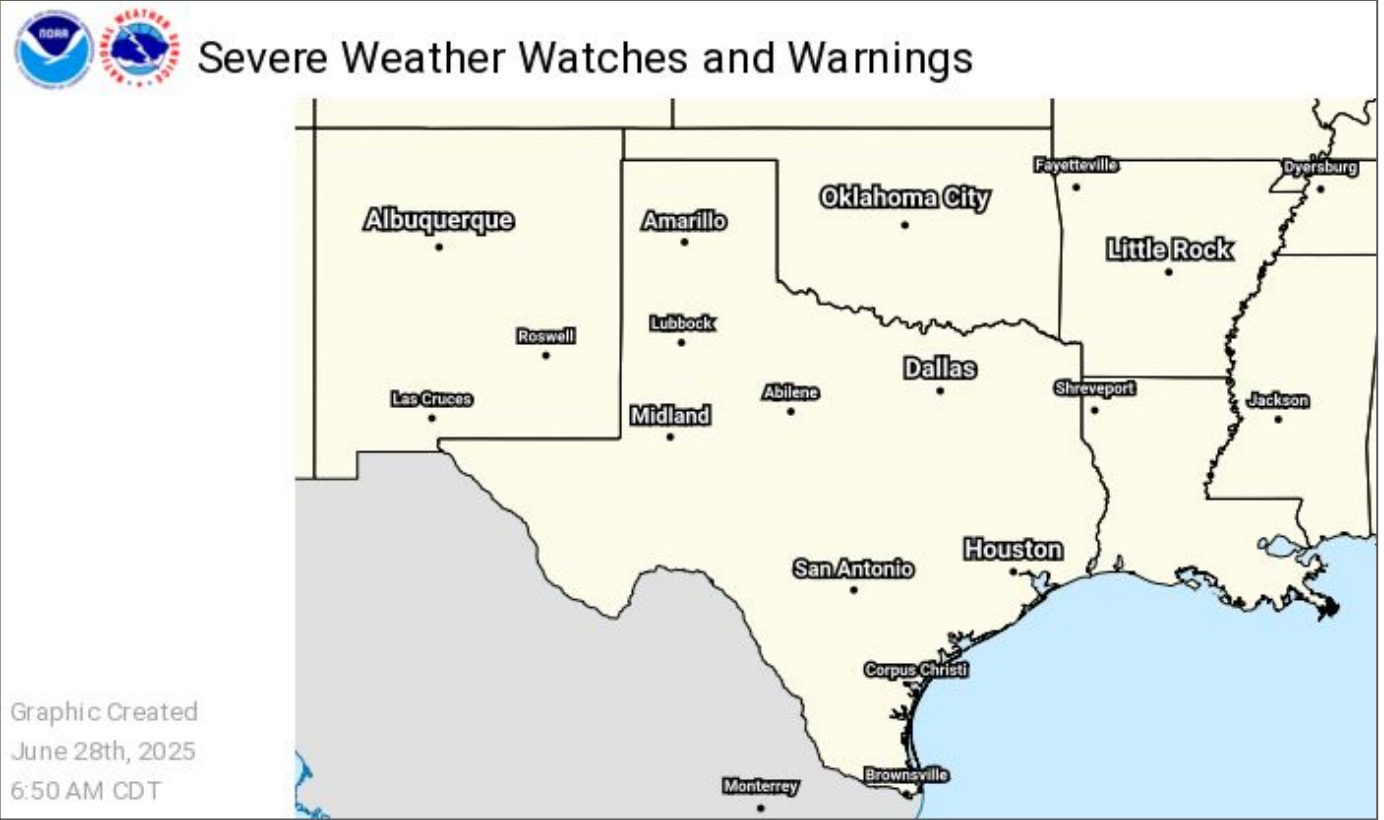 NOAA
NATIONAL WEATHER SERVICE
Severe Weather Watches and Warnings
Fayetteville
Dyersburg
Oklahoma City
Albuquerque
Amarillo
Little Rock
Lubbock
Roswell
Dallas
Shreveport
Abilene
Las Cruces
Jackson
Midland
Houston
San Antonio
Corpus Christi
Graphic Created
June 28th, 2025
6:50 AM CDT
Brownsville
Monterrey